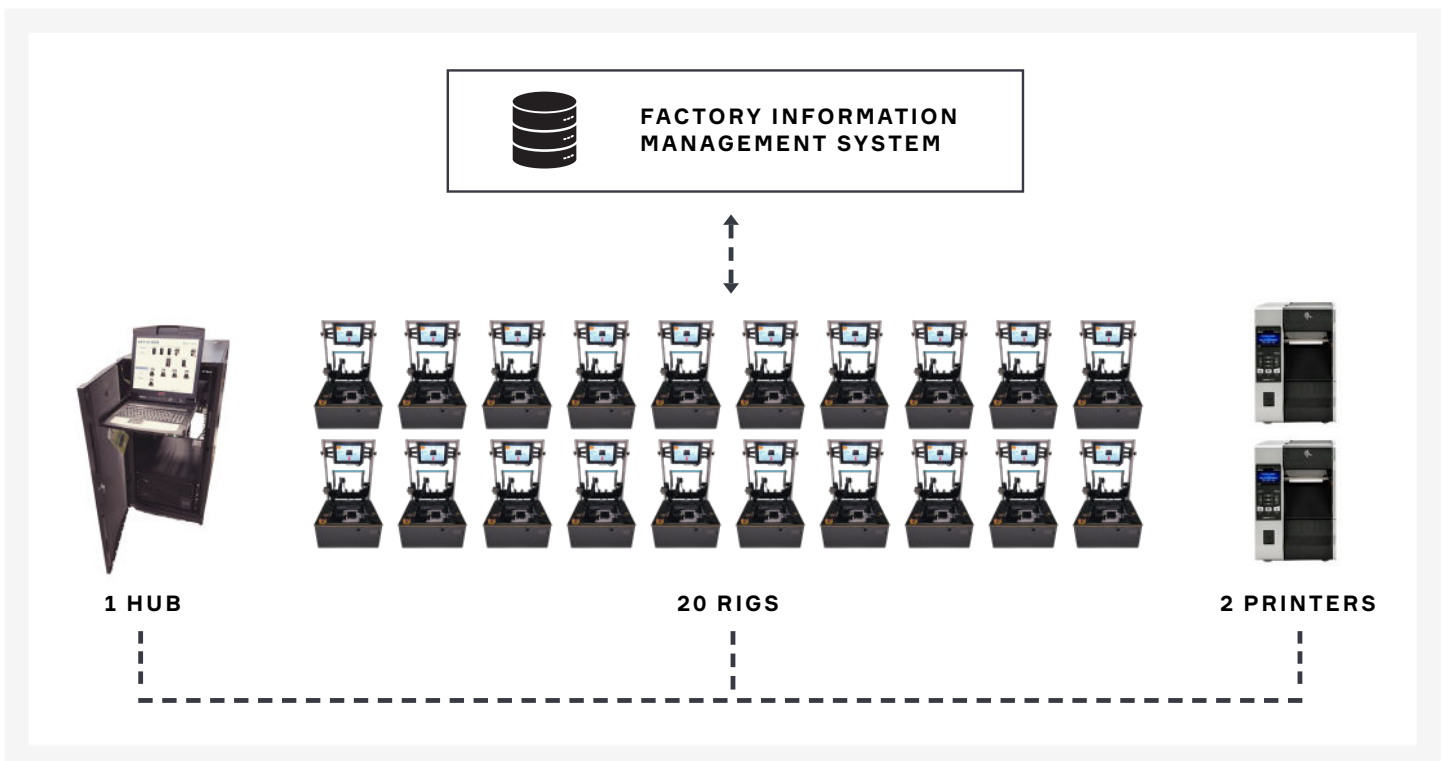 FACTORY INFORMATION
MANAGEMENT SYSTEM
1 HUB
20 RIGS
2 PRINTERS